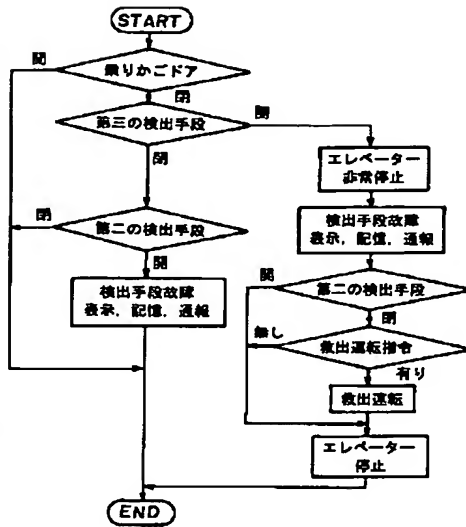 START
開
乗りかごドア
閉
第三の検出手段
開
エレベーター
非常停止
閉
検出手段故障
表示，記憶，通報
閉
第二の検出手段
開
検出手段故障
表示，記憶，通報
開
第二の検出手段
閉
無し
救出運転指令
有り
救出運転
エレベーター
停止
END